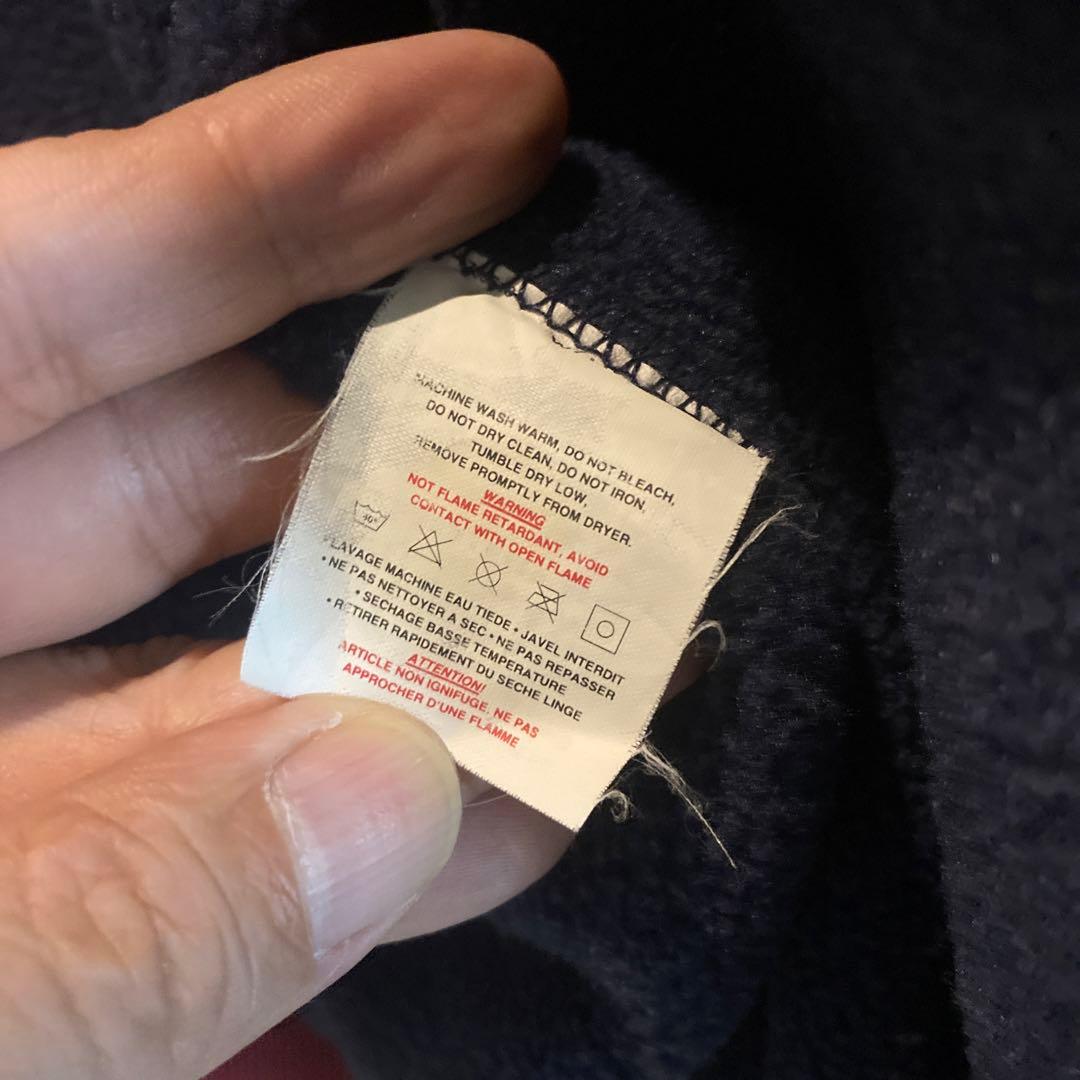 MACHINE WASH WARM, DO NOT BLEACH,
DO NOT DRY CLEAN, DO NOT IRON,
TUMBLE DRY LOW,
REMOVE PROMPTLY FROM DRYER.
WARNING
NOT FLAME RETARDANT, AVOID
CONTACT WITH OPEN FLAME
40°
• LAVAGE MACHINE EAU TIEDE • JAVEL INTERDIT
• NE PAS NETTOYER A SEC • NE PAS REPASSER
• SECHAGE BASSE TEMPERATURE
• RETIRER RAPIDEMENT DU SECHE LINGE
ATTENTION!
ARTICLE NON IGNIFUGE, NE PAS
APPROCHER D'UNE FLAMME